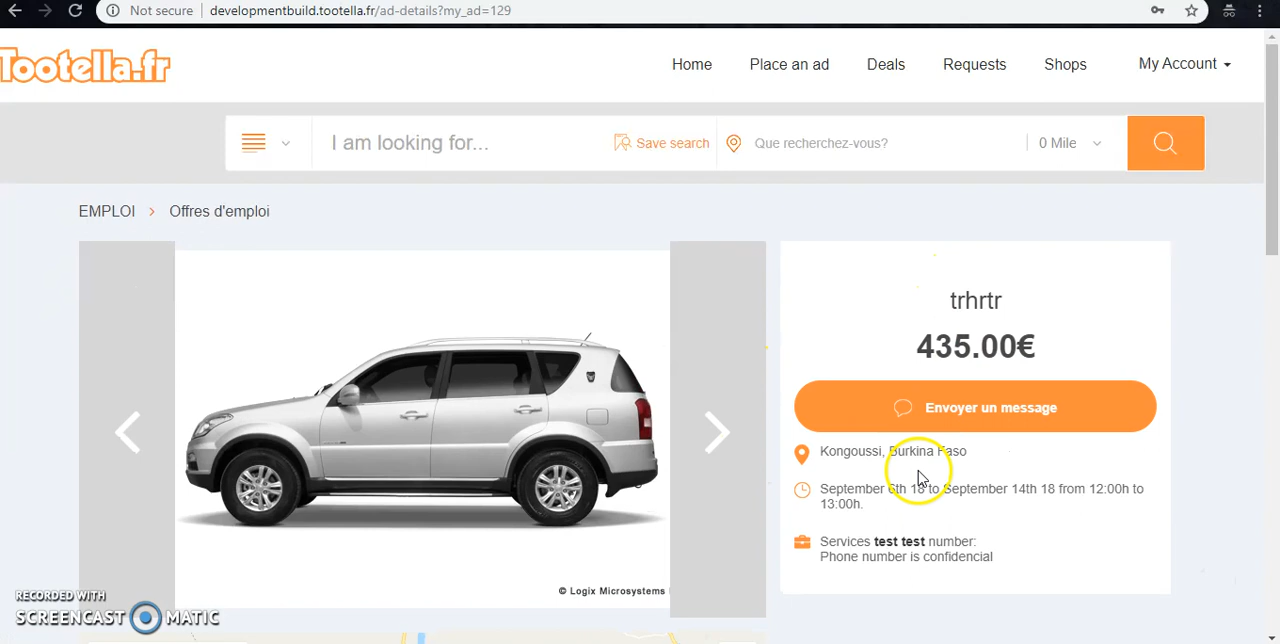 Not secure developmentbuild.tootella.fr/ad-details?my_ad=129
Tootella.fr
Home Place an ad Deals Requests Shops My Account
I am looking for... Save search Que recherchez-vous? 0 Mile
EMPLOI > Offres d'emploi
trhrtr
435.00€
Envoyer un message
Kongoussi, Burkina Faso
September 6th 18 to September 14th 18 from 12:00h to
13:00h.
Services test test number:
Phone number is confidencial
© Logix Microsystems
RECORDED WITH
SCREENCAST MATIC